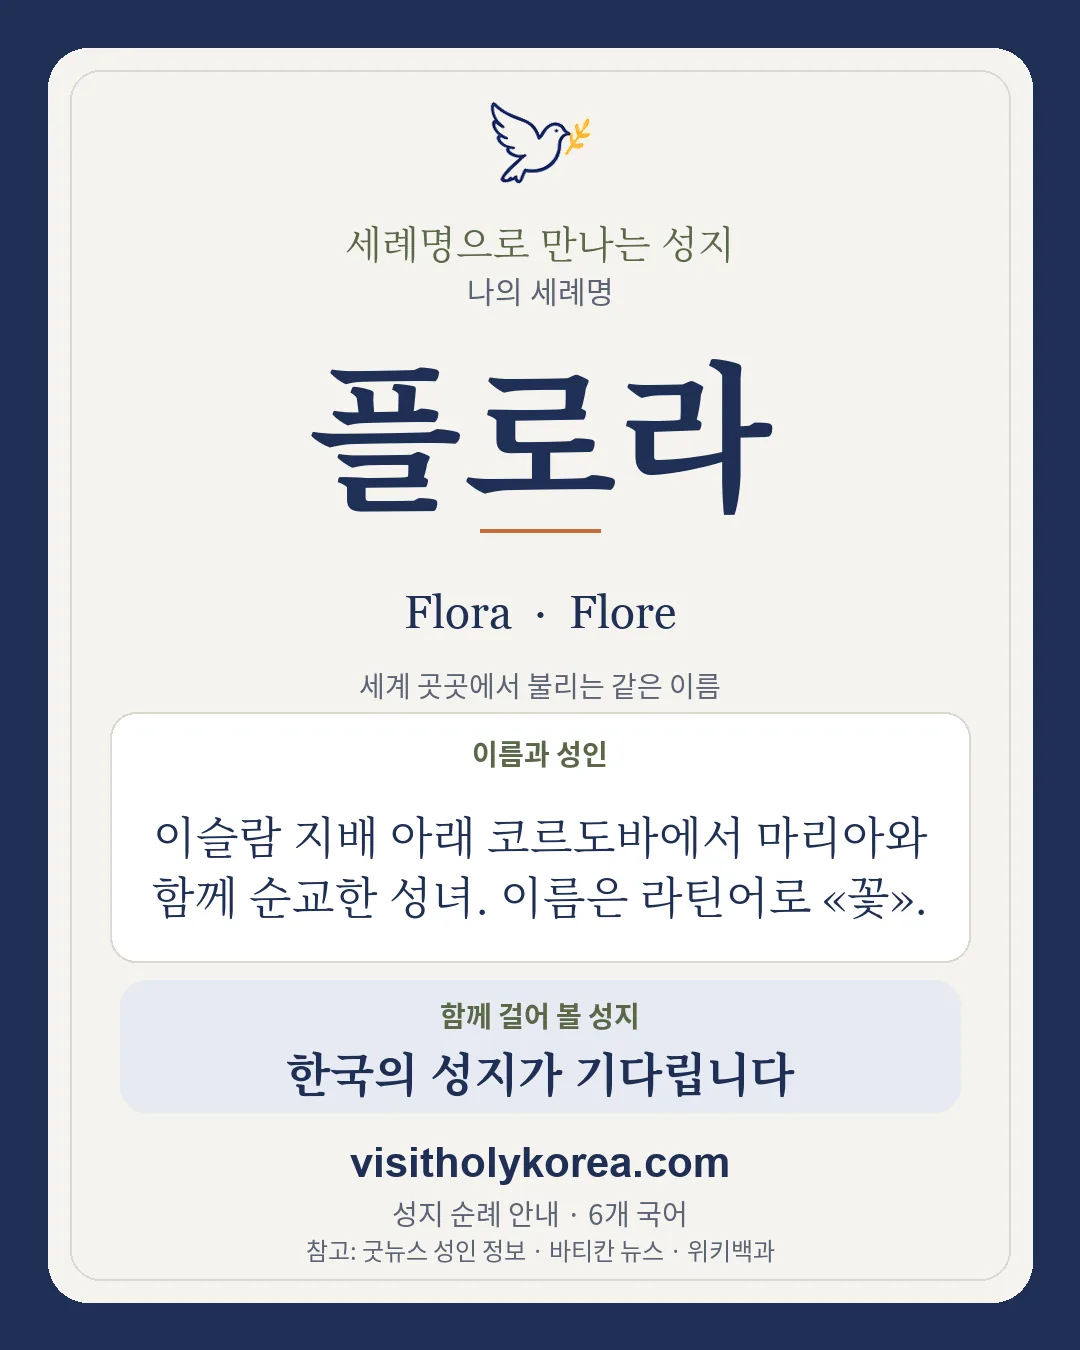 세례명으로 만나는 성지
나의 세례명
플로라
Flora · Flore
세계 곳곳에서 불리는 같은 이름
이름과 성인
이슬람 지배 아래 코르도바에서 마리아와
함께 순교한 성녀. 이름은 라틴어로 «꽃».
함께 걸어 볼 성지
한국의 성지가 기다립니다
visitholykorea.com
성지 순례 안내 · 6개 국어
참고: 굿뉴스 성인 정보 · 바티칸 뉴스 · 위키백과